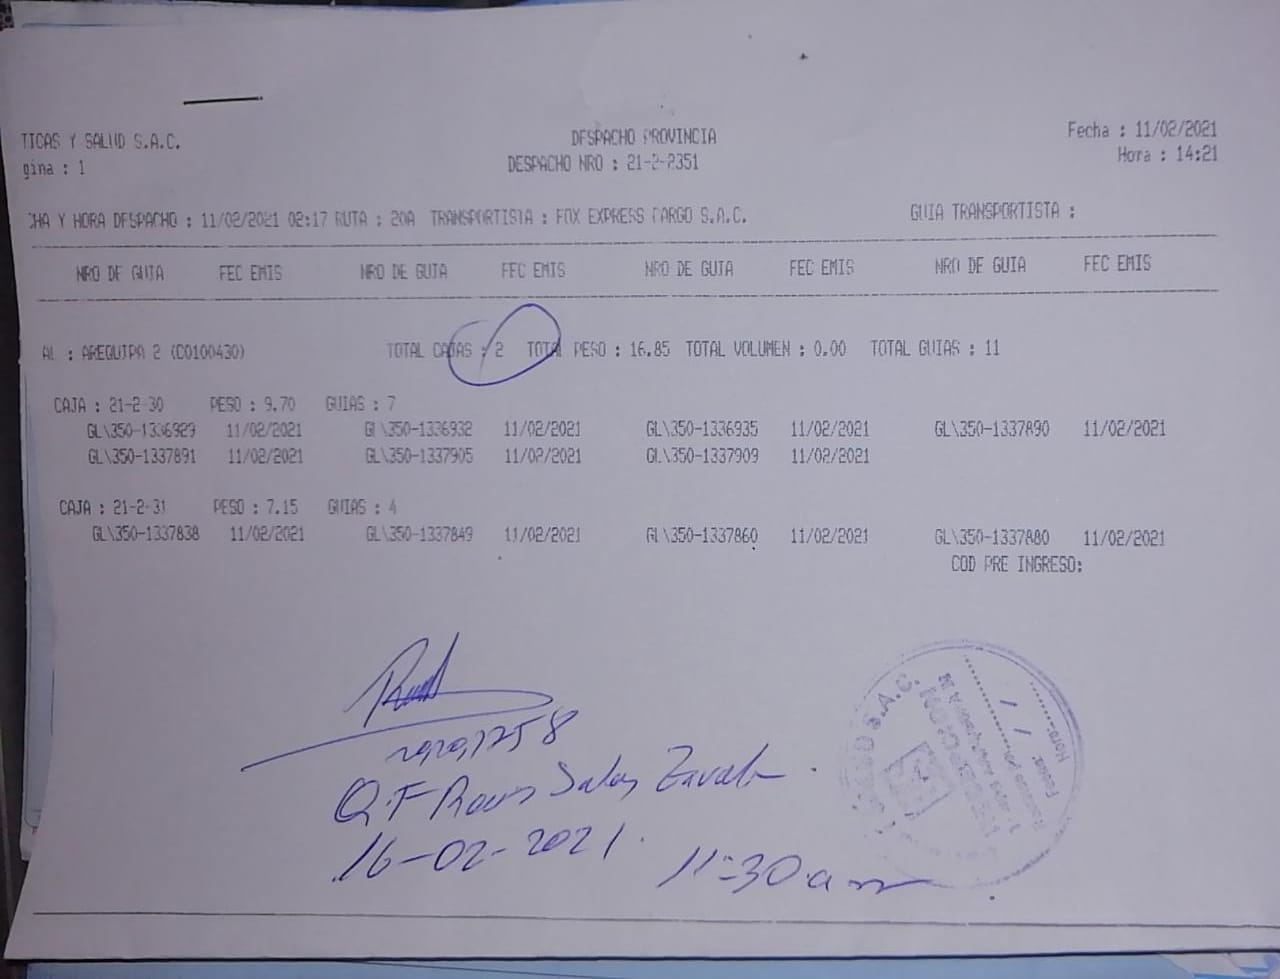 TICAS Y SALUD S.A.C. DESPACHO PROVINCIA Fecha : 11/02/2021
gina : 1 DESPACHO NRO : 21-2-2351 Hora : 14:21
CHA Y HORA DESPACHO : 11/02/2021 02:17 RUTA : 20A TRANSPORTISTA : FOX EXPRESS CARGO S.A.C. GUIA TRANSPORTISTA :
NRO DE GUIA FEC EMIS NRO DE GUIA FEC EMIS NRO DE GUIA FEC EMIS NRO DE GUIA FEC EMIS
AL : AREQUIPA 2 (C0100430) TOTAL CAJAS : 2 TOTAL PESO : 16.85 TOTAL VOLUMEN : 0.00 TOTAL GUIAS : 11
CAJA : 21-2-30 PESO : 9.70 GUIAS : 7
GL\350-1336929 11/02/2021 GL\350-1336932 11/02/2021 GL\350-1336935 11/02/2021 GL\350-1337890 11/02/2021
GL\350-1337891 11/02/2021 GL\350-1337905 11/02/2021 GL\350-1337909 11/02/2021
CAJA : 21-2-31 PESO : 7.15 GUIAS : 4
GL\350-1337838 11/02/2021 GL\350-1337849 11/02/2021 GL\350-1337860 11/02/2021 GL\350-1337880 11/02/2021
COD PRE INGRESO:
Q.F Salas Zavala
16-02-2021.
11:30 am
S.A.C.
Fecha:
Hora: